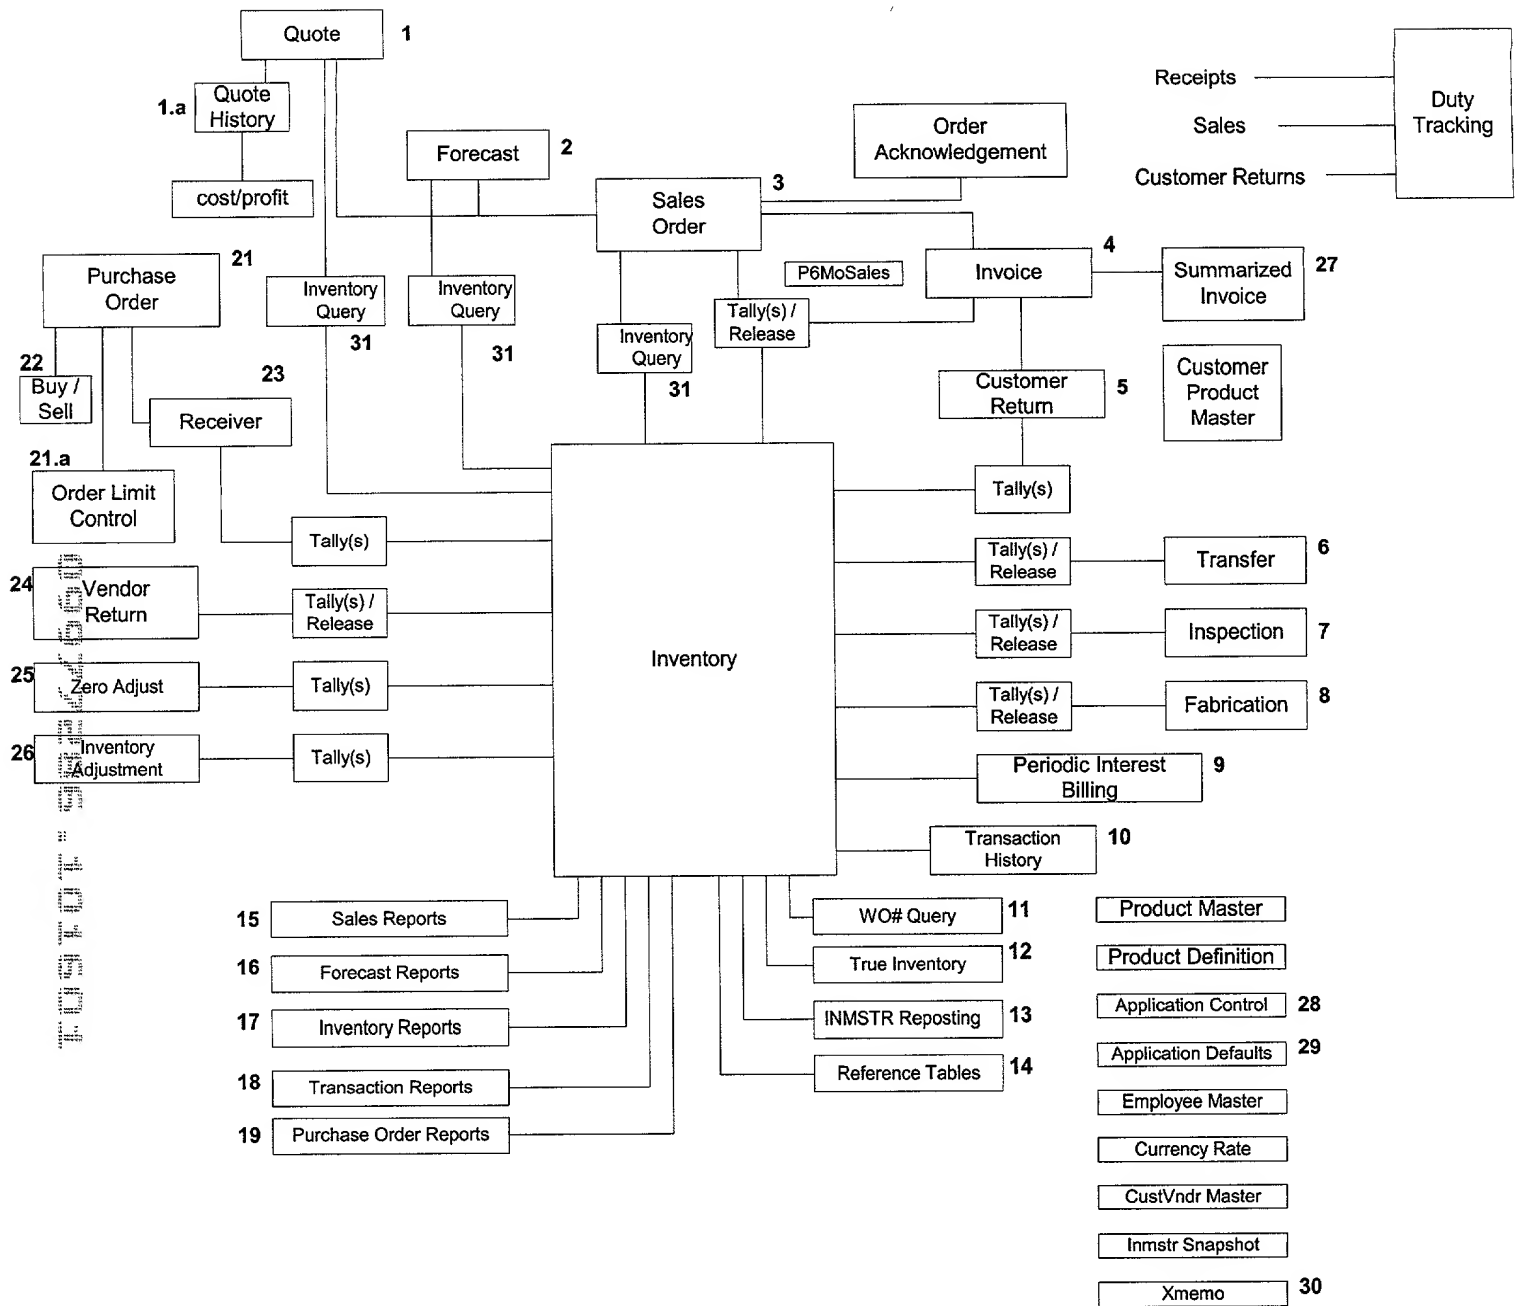 Quote
1
Receipts
Sales
Customer Returns
Duty
Tracking
1.a
Quote
History
cost/profit
Forecast
2
Order
Acknowledgement
Sales
Order
3
Purchase
Order
21
Inventory
Query
31
Inventory
Query
31
P6MoSales
Tally(s) /
Release
Inventory
Query
31
Invoice
4
Summarized
Invoice
27
22
Buy /
Sell
23
Receiver
Customer
Return
5
Customer
Product
Master
21.a
Order Limit
Control
Tally(s)
Tally(s)
24
Vendor
Return
Tally(s) /
Release
25
Zero Adjust
Tally(s)
26
Inventory
Adjustment
Tally(s)
Inventory
Tally(s) /
Release
Transfer
6
Tally(s) /
Release
Inspection
7
Tally(s) /
Release
Fabrication
8
Periodic Interest
Billing
9
Transaction
History
10
15
Sales Reports
16
Forecast Reports
17
Inventory Reports
18
Transaction Reports
19
Purchase Order Reports
WO# Query
11
True Inventory
12
INMSTR Reposting
13
Reference Tables
14
Product Master
Product Definition
Application Control
28
Application Defaults
29
Employee Master
Currency Rate
CustVndr Master
Inmstr Snapshot
Xmemo
30